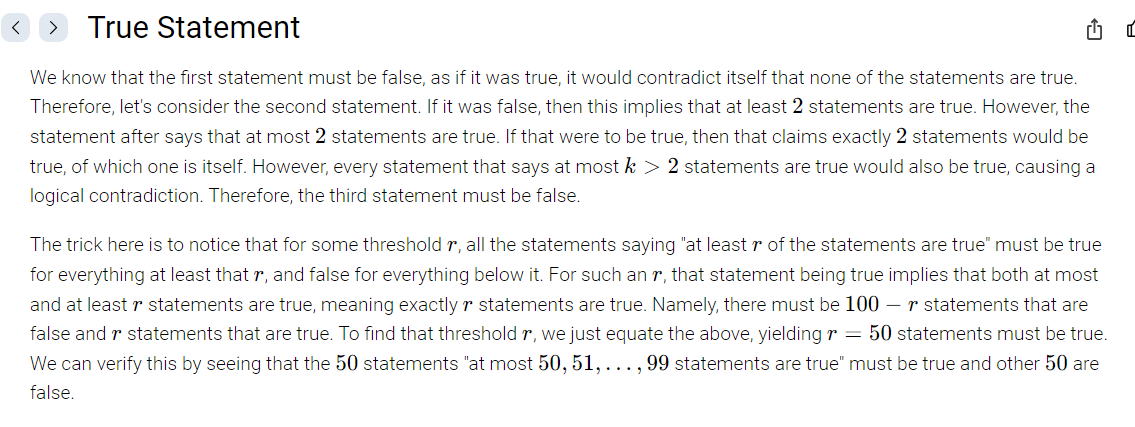 True Statement
We know that the first statement must be false, as if it was true, it would contradict itself that none of the statements are true.
Therefore, let's consider the second statement. If it was false, then this implies that at least 2 statements are true. However, the
statement after says that at most 2 statements are true. If that were to be true, then that claims exactly 2 statements would be
true, of which one is itself. However, every statement that says at most k > 2 statements are true would also be true, causing a
logical contradiction. Therefore, the third statement must be false.
The trick here is to notice that for some threshold r, all the statements saying "at least r of the statements are true" must be true
for everything at least that r, and false for everything below it. For such an r, that statement being true implies that both at most
and at least r statements are true, meaning exactly r statements are true. Namely, there must be 100 − r statements that are
false and r statements that are true. To find that threshold r, we just equate the above, yielding r = 50 statements must be true.
We can verify this by seeing that the 50 statements "at most 50, 51, . . . , 99 statements are true" must be true and other 50 are
false.